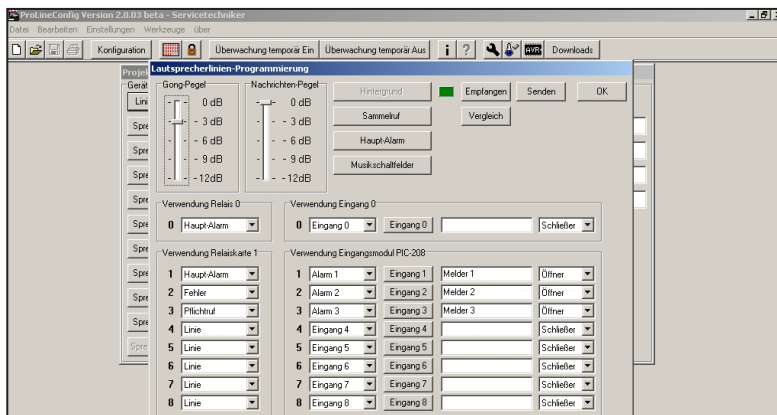 ProLineConfig Version 2.0.03 beta - Servicetechniker
Datei Bearbeiten Einstellungen Werkzeuge über
Konfiguration Überwachung temporär Ein Überwachung temporär Aus i ? AVR Downloads
Lautsprecherlinien-Programmierung
Gong-Pegel Nachrichten-Pegel
0 dB 0 dB Hintergrund Empfangen Senden OK
- 3 dB - 3 dB Sammelruf Vergleich
- 6 dB - 6 dB Haupt-Alarm
- 9 dB - 9 dB Musikschaltfelder
-12dB -12dB
Verwendung Relais 0 Verwendung Eingang 0
0 Haupt-Alarm 0 Eingang 0 Eingang 0 Schließer
Verwendung Relaiskarte 1 Verwendung Eingangsmodul PIC-208
1 Haupt-Alarm 1 Alarm 1 Eingang 1 Melder 1 Öffner
2 Fehler 2 Alarm 2 Eingang 2 Melder 2 Öffner
3 Pflichtruf 3 Alarm 3 Eingang 3 Melder 3 Öffner
4 Linie 4 Eingang 4 Eingang 4 Schließer
5 Linie 5 Eingang 5 Eingang 5 Schließer
6 Linie 6 Eingang 6 Eingang 6 Schließer
7 Linie 7 Eingang 7 Eingang 7 Schließer
8 Linie 8 Eingang 8 Eingang 8 Schließer